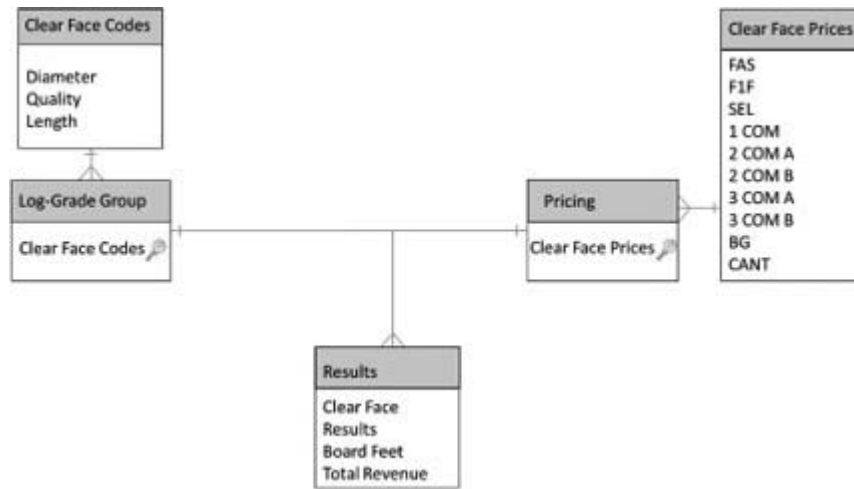 Clear Face Codes
Diameter
Quality
Length
Log-Grade Group
Clear Face Codes
Pricing
Clear Face Prices
Clear Face Prices
FAS
F1F
SEL
1 COM
2 COM A
2 COM B
3 COM A
3 COM B
BG
CANT
Results
Clear Face
Results
Board Feet
Total Revenue